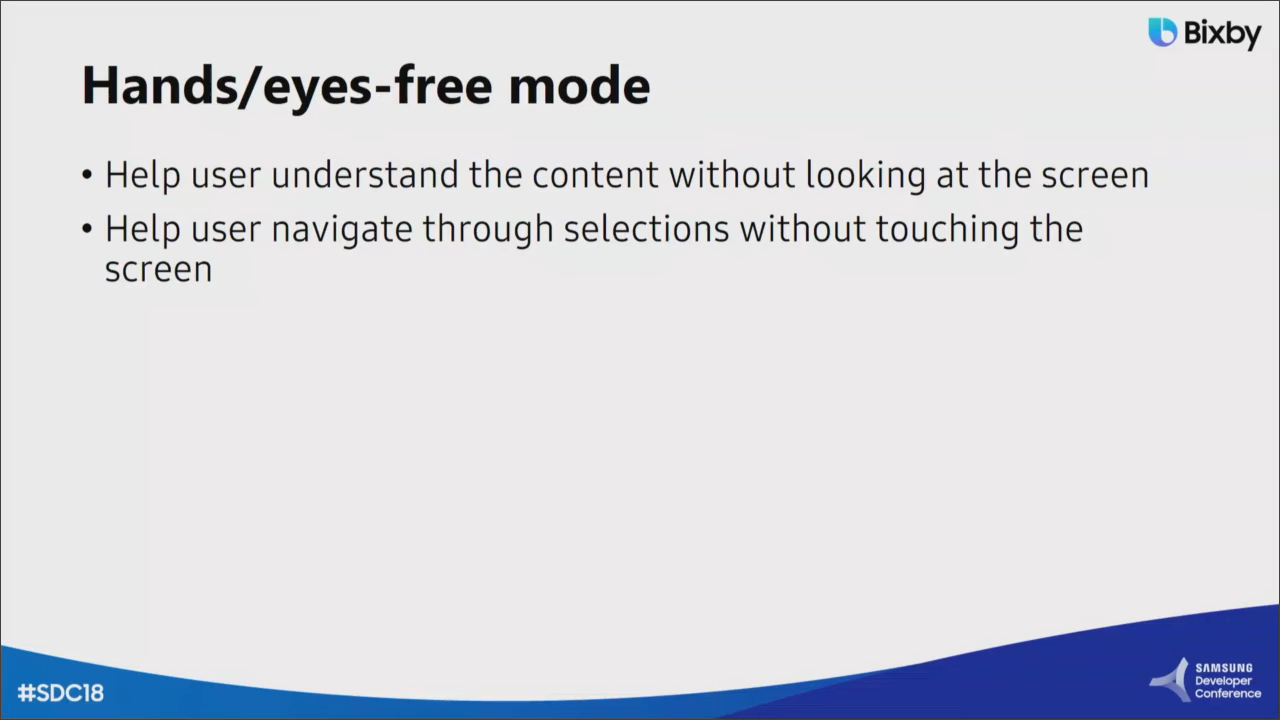 Bixby
Hands/eyes-free mode
• Help user understand the content without looking at the screen
• Help user navigate through selections without touching the
screen
#SDC18
SAMSUNG
Developer
Conference